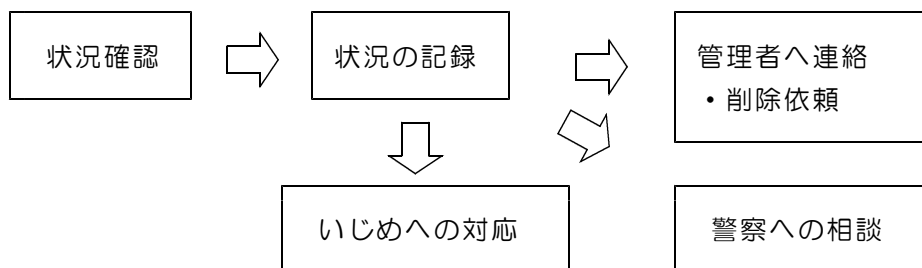 状況確認
状況の記録
管理者へ連絡
・削除依頼
いじめへの対応
警察への相談